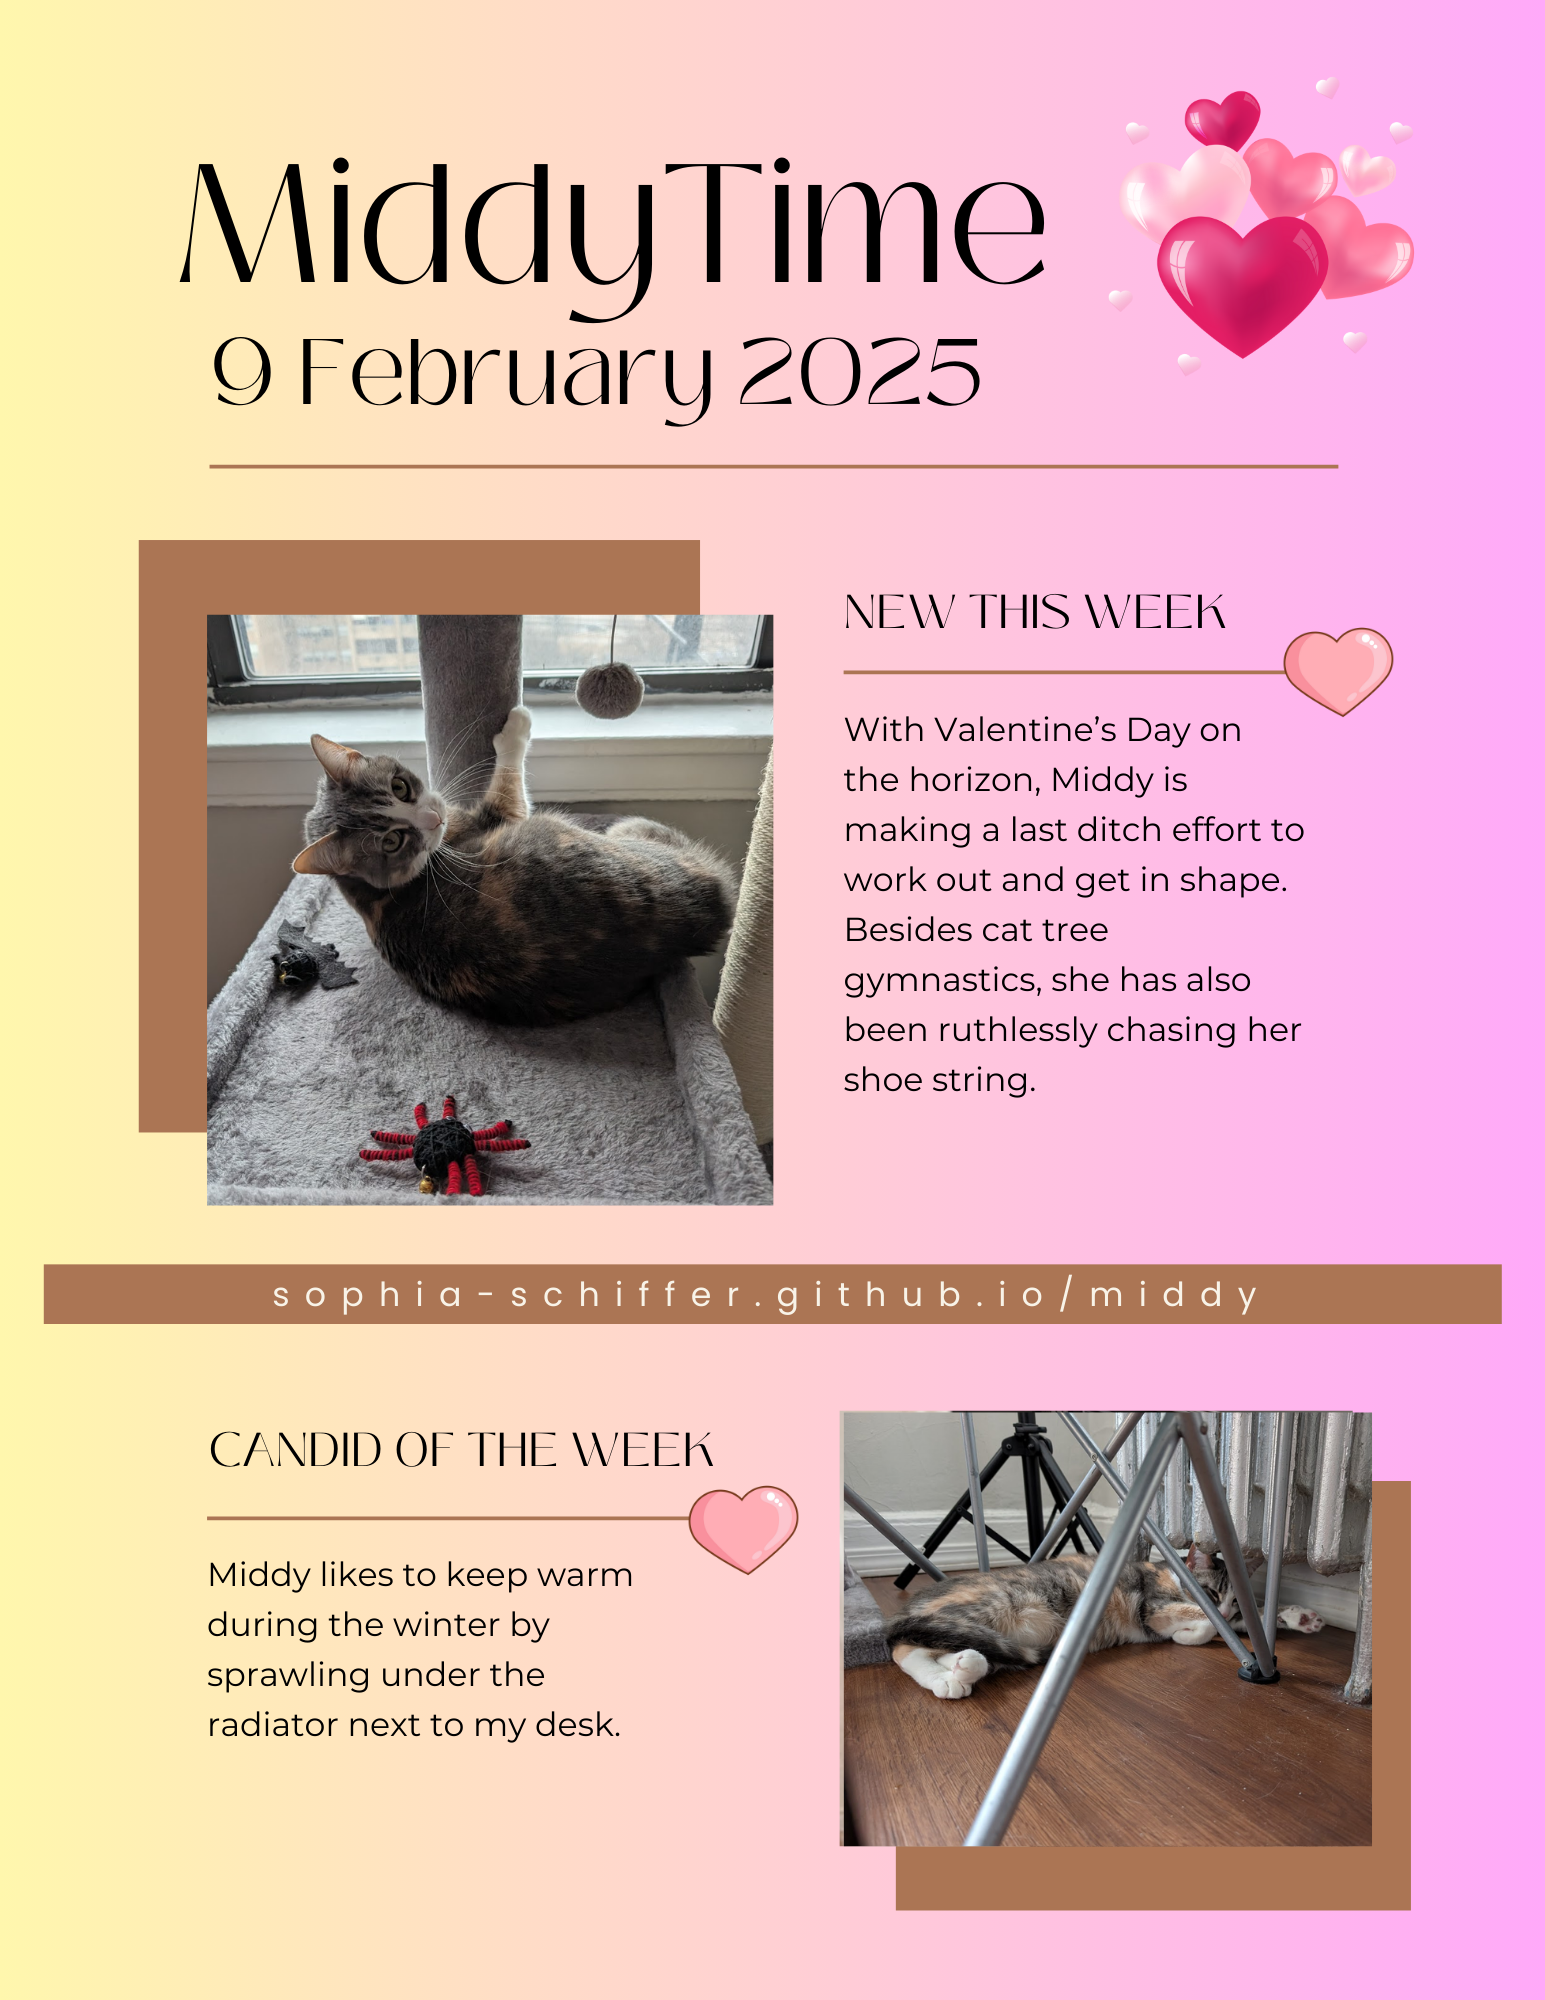 MiddyTime
9 February 2025
NEW THIS WEEK
With Valentine’s Day on
the horizon, Middy is
making a last ditch effort to
work out and get in shape.
Besides cat tree
gymnastics, she has also
been ruthlessly chasing her
shoe string.
sophia-schiffer.github.io/middy
CANDID OF THE WEEK
Middy likes to keep warm
during the winter by
sprawling under the
radiator next to my desk.